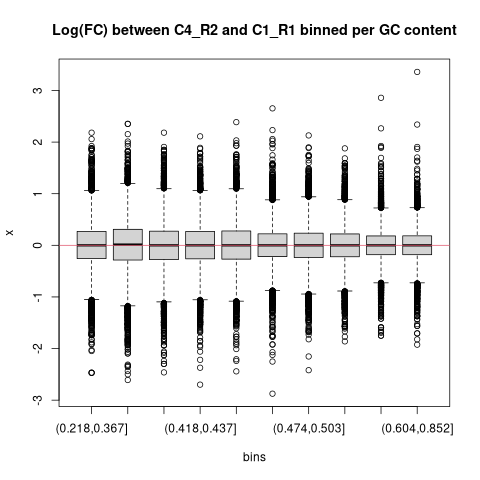 Log(FC) between C4_R2 and C1_R1 binned per GC content
x
3
2
1
0
-1
-2
-3
(0.218,0.367] (0.418,0.437] (0.474,0.503] (0.604,0.852]
bins